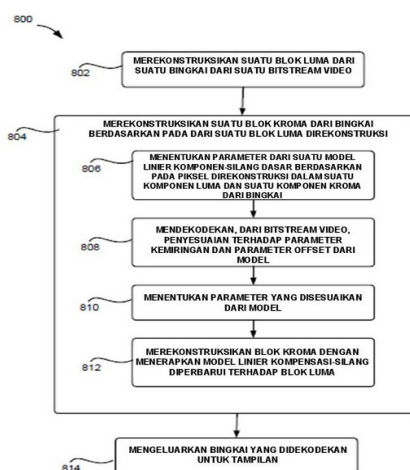 800
802
MEREKONSTRUKSIKAN SUATU BLOK LUMA DARI
SUATU BINGKAI DARI SUATU BITSTREAM VIDEO
804
MEREKONSTRUKSIKAN SUATU BLOK KROMA DARI BINGKAI
BERDASARKAN PADA DARI SUATU BLOK LUMA DIREKONSTRUKSI
806
MENENTUKAN PARAMETER DARI SUATU MODEL
LINIER KOMPONEN-SILANG DASAR BERDASARKAN
PADA PIKSEL DIREKONSTRUKSI DALAM SUATU
KOMPONEN LUMA DAN SUATU KOMPONEN KROMA
DARI BINGKAI
808
MENDEKODEKAN, DARI BITSTREAM VIDEO,
PENYESUAIAN TERHADAP PARAMETER
KEMIRINGAN DAN PARAMETER OFFSET DARI
MODEL
810
MENENTUKAN PARAMETER YANG DISESUAIKAN
DARI MODEL
812
MEREKONSTRUKSIKAN BLOK KROMA DENGAN
MENERAPKAN MODEL LINIER KOMPENSASI-SILANG
DIPERBARUI TERHADAP BLOK LUMA
814
MENGELUARKAN BINGKAI YANG DIDEKODEKAN
UNTUK TAMPILAN